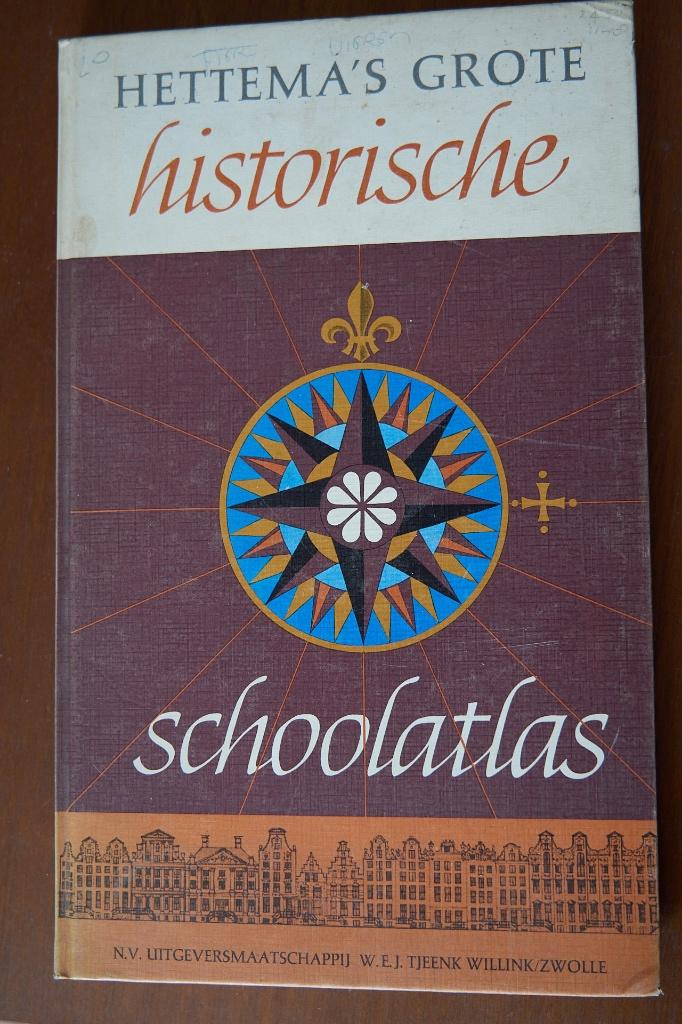 HETTEMA'S GROTE
historische
schoolatlas
N.V. UITGEVERSMAATSCHAPPIJ W.E.J. TJEENK WILLINK/ZWOLLE